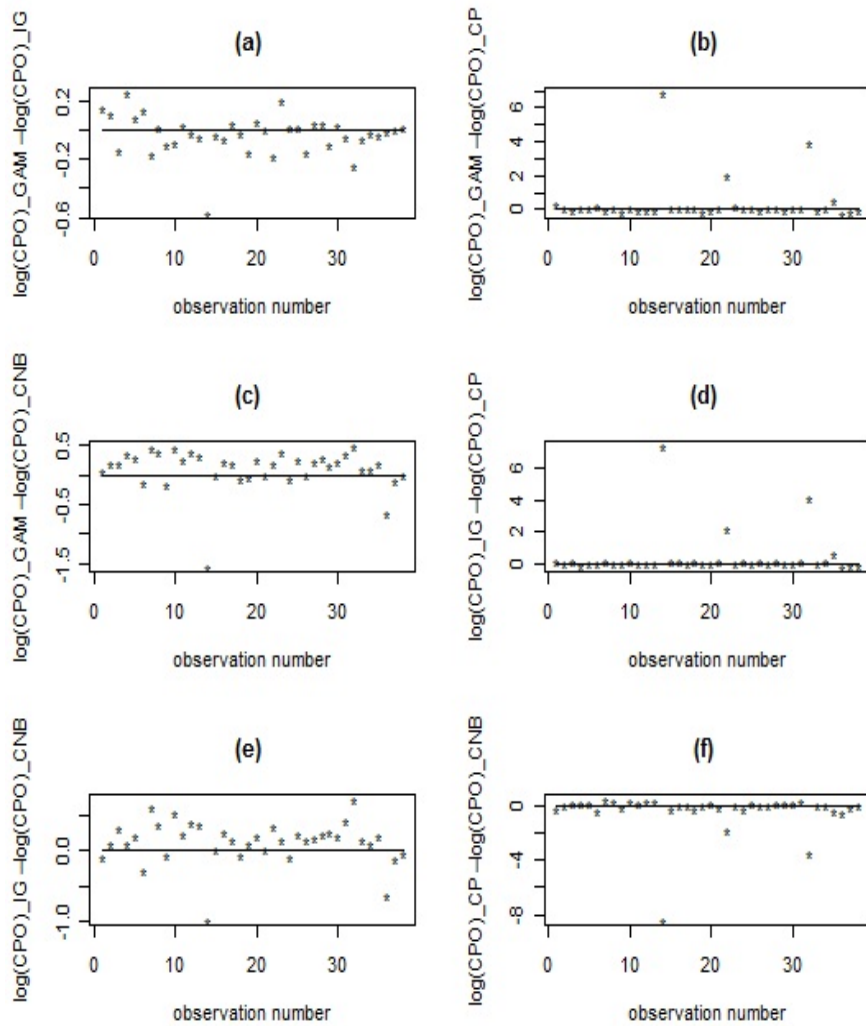 (a)
log(CPO)_GAM –log(CPO)_IG
0.2
-0.2
-0.6
0
10
20
30
observation number
(b)
log(CPO)_GAM –log(CPO)_CP
6
4
2
0
0
10
20
30
observation number
(c)
log(CPO)_GAM –log(CPO)_CNB
0.5
-0.5
-1.5
0
10
20
30
observation number
(d)
log(CPO)_IG –log(CPO)_CP
6
4
2
0
0
10
20
30
observation number
(e)
log(CPO)_IG –log(CPO)_CNB
0.0
-1.0
0
10
20
30
observation number
(f)
log(CPO)_CP –log(CPO)_CNB
0
-4
-8
0
10
20
30
observation number